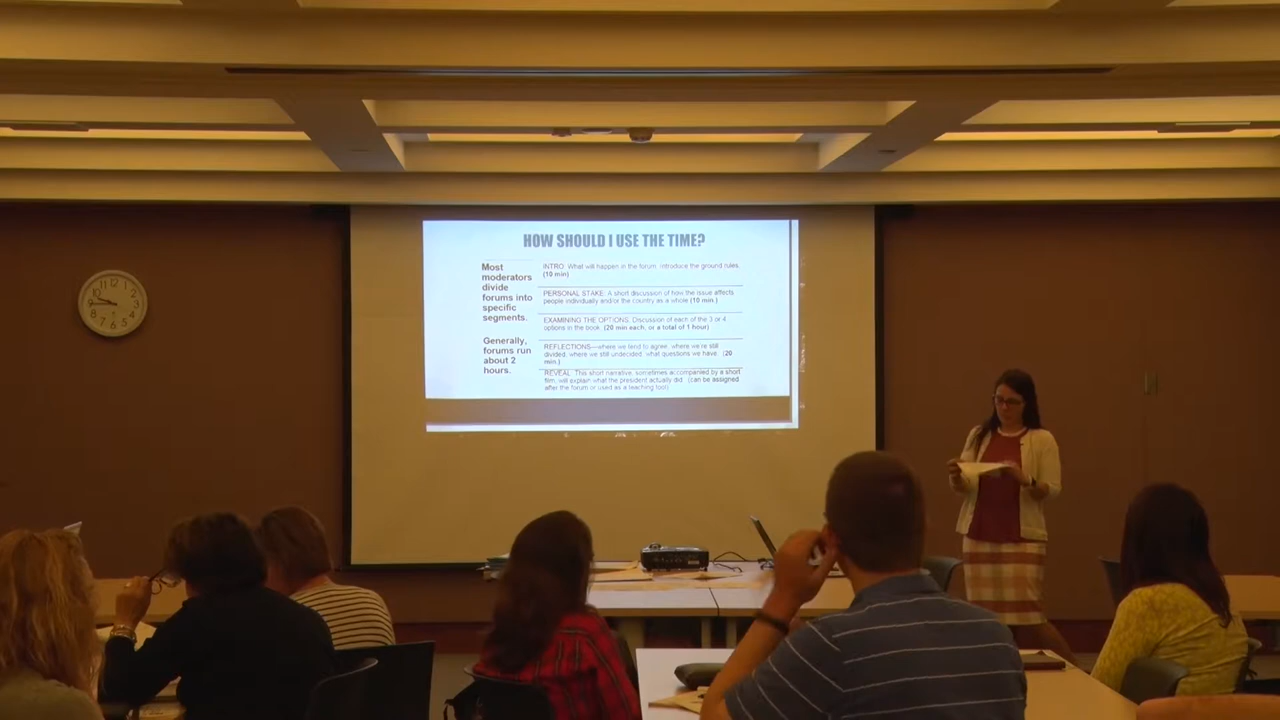 HOW SHOULD I USE THE TIME?
Most
moderators
divide
forums into
specific
segments.
Generally,
forums run
about 2
hours.
INTRO: What will happen in the forum, introduce the ground rules.
(10 min)
PERSONAL STAKE: A short discussion of how the issue affects
people individually and/or the country as a whole (10 min.)
EXAMINING THE OPTIONS: Discussion of each of the 3 or 4
options in the book. (20 min each, or a total of 1 hour)
REFLECTIONS—where we tend to agree, where we're still
divided, where we still undecided, what questions we have. (20
min.)
REVEAL: This short narrative, sometimes accompanied by a short
film, will explain what the president actually did. (can be assigned
after the forum or used as a teaching tool)